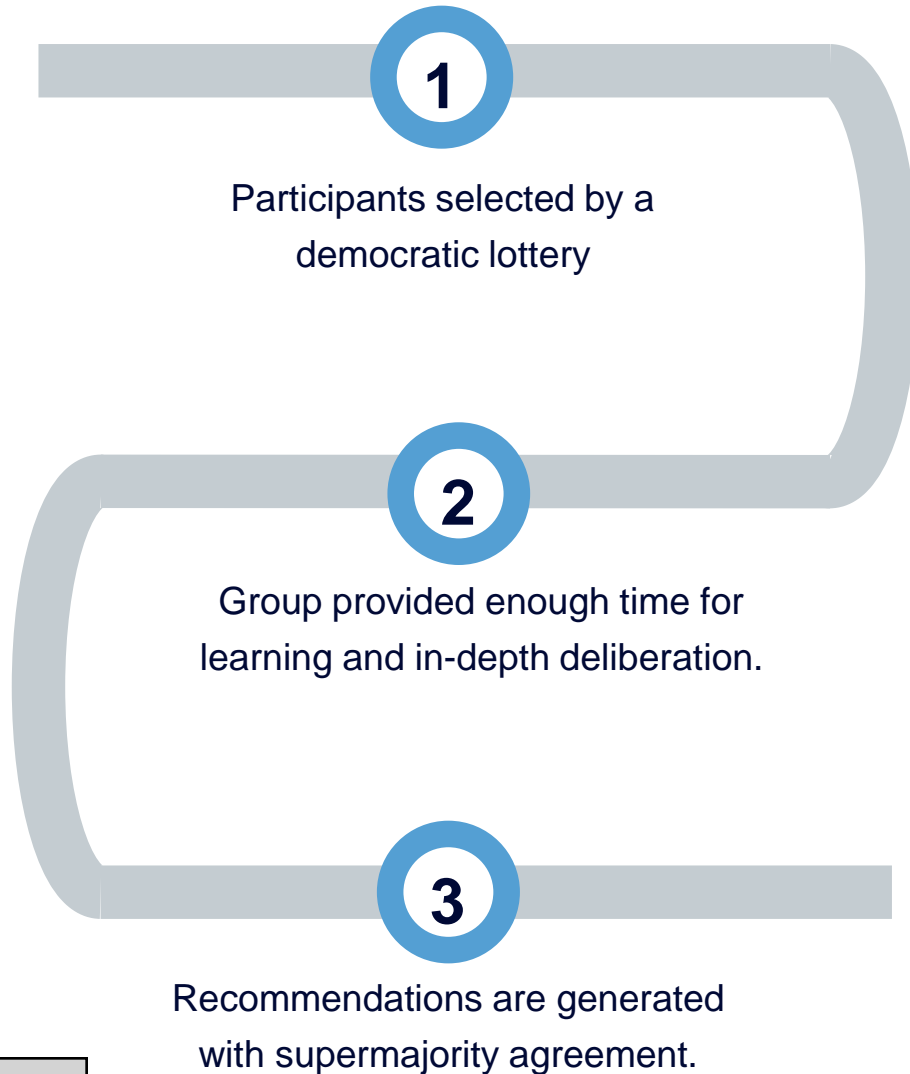 1
Participants selected by a
democratic lottery
2
Group provided enough time for
learning and in-depth deliberation.
3
Recommendations are generated
with supermajority agreement.